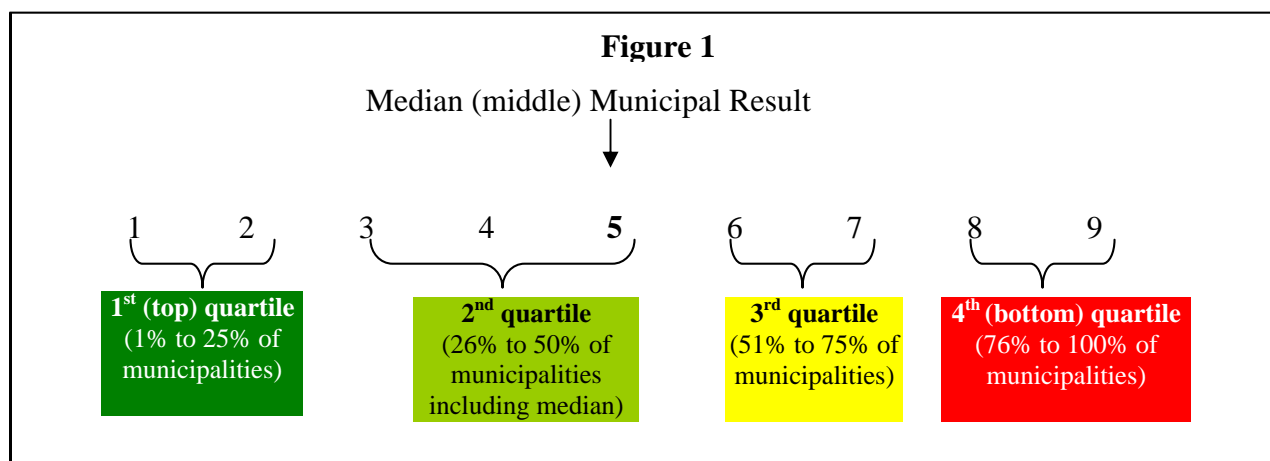 Figure 1
Median (middle) Municipal Result
1 2 3 4 5 6 7 8 9
1st (top) quartile
(1% to 25% of
municipalities)
2nd quartile
(26% to 50% of
municipalities
including median)
3rd quartile
(51% to 75% of
municipalities)
4th (bottom) quartile
(76% to 100% of
municipalities)